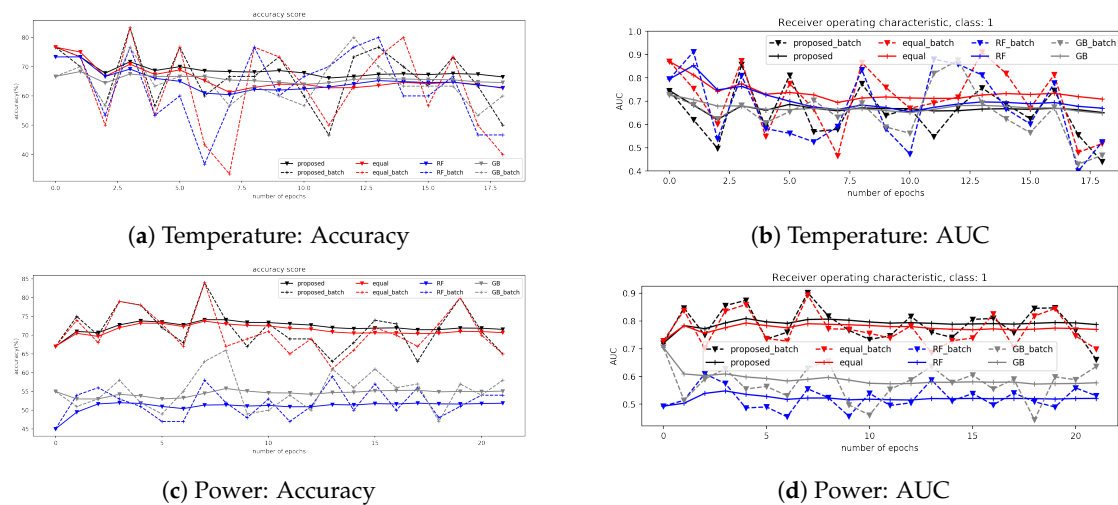 accuracy score
accuracy(%)
80
70
60
50
40
proposed equal RF GB
proposed_batch equal_batch RF_batch GB_batch
0.0 2.5 5.0 7.5 10.0 12.5 15.0 17.5
number of epochs
(a) Temperature: Accuracy
Receiver operating characteristic, class: 1
AUC
1.0
0.9
0.8
0.7
0.6
0.5
0.4
proposed_batch equal_batch RF_batch GB_batch
proposed equal RF GB
0.0 2.5 5.0 7.5 10.0 12.5 15.0 17.5
number of epochs
(b) Temperature: AUC
accuracy score
accuracy(%)
85
80
75
70
65
60
55
50
45
proposed equal RF GB
proposed_batch equal_batch RF_batch GB_batch
0 5 10 15 20
number of epochs
(c) Power: Accuracy
Receiver operating characteristic, class: 1
AUC
0.9
0.8
0.7
0.6
0.5
proposed_batch equal_batch RF_batch GB_batch
proposed equal RF GB
0 5 10 15 20
number of epochs
(d) Power: AUC